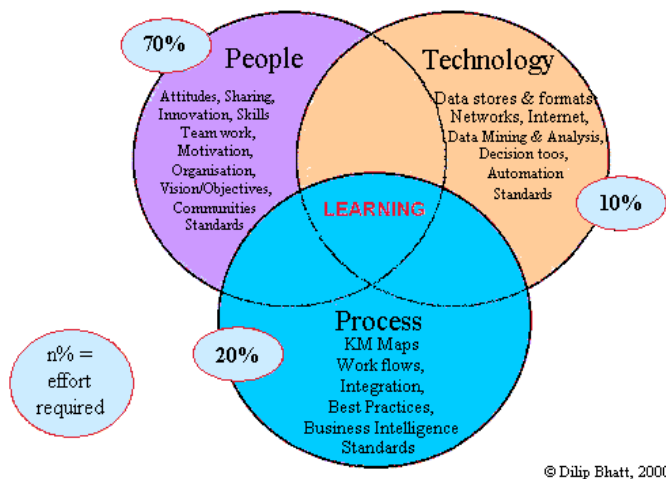 70%
People
Attitudes, Sharing,
Innovation, Skills
Team work,
Motivation,
Organisation,
Vision/Objectives,
Communities
Standards
Technology
Data stores & formats
Networks, Internet,
Data Mining & Analysis,
Decision toos,
Automation
Standards
10%
LEARNING
Process
KM Maps
Work flows,
Integration,
Best Practices,
Business Intelligence
Standards
20%
n% =
effort
required
© Dilip Bhatt, 2000